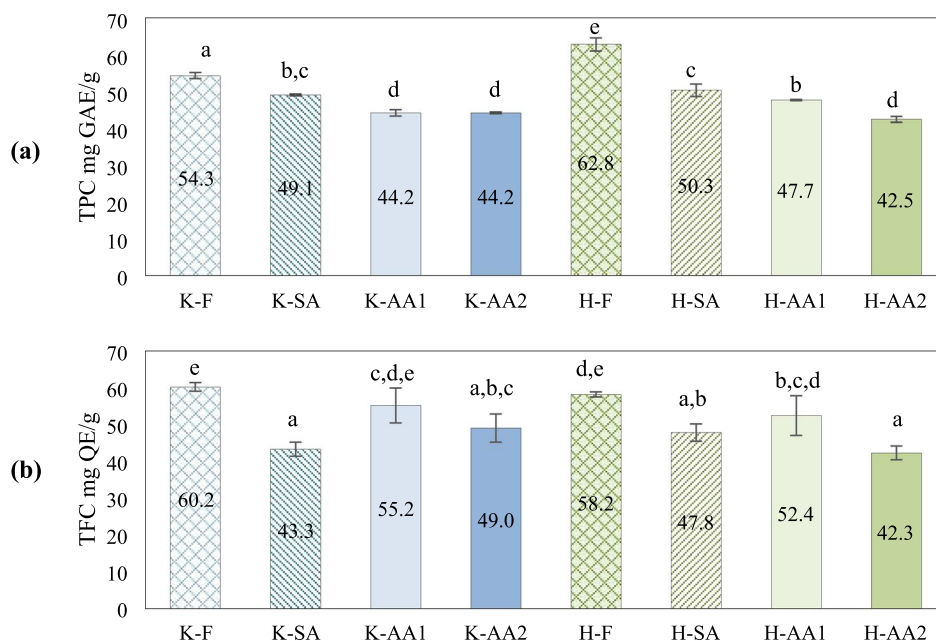 (a)
TPC mg GAE/g
70
60
50
40
30
20
10
0
a
b,c
d
d
e
c
b
d
54.3
49.1
44.2
44.2
62.8
50.3
47.7
42.5
K-F K-SA K-AA1 K-AA2 H-F H-SA H-AA1 H-AA2
(b)
TFC mg QE/g
70
60
50
40
30
20
10
0
e
a
c,d,e
a,b,c
d,e
a,b
b,c,d
a
60.2
43.3
55.2
49.0
58.2
47.8
52.4
42.3
K-F K-SA K-AA1 K-AA2 H-F H-SA H-AA1 H-AA2